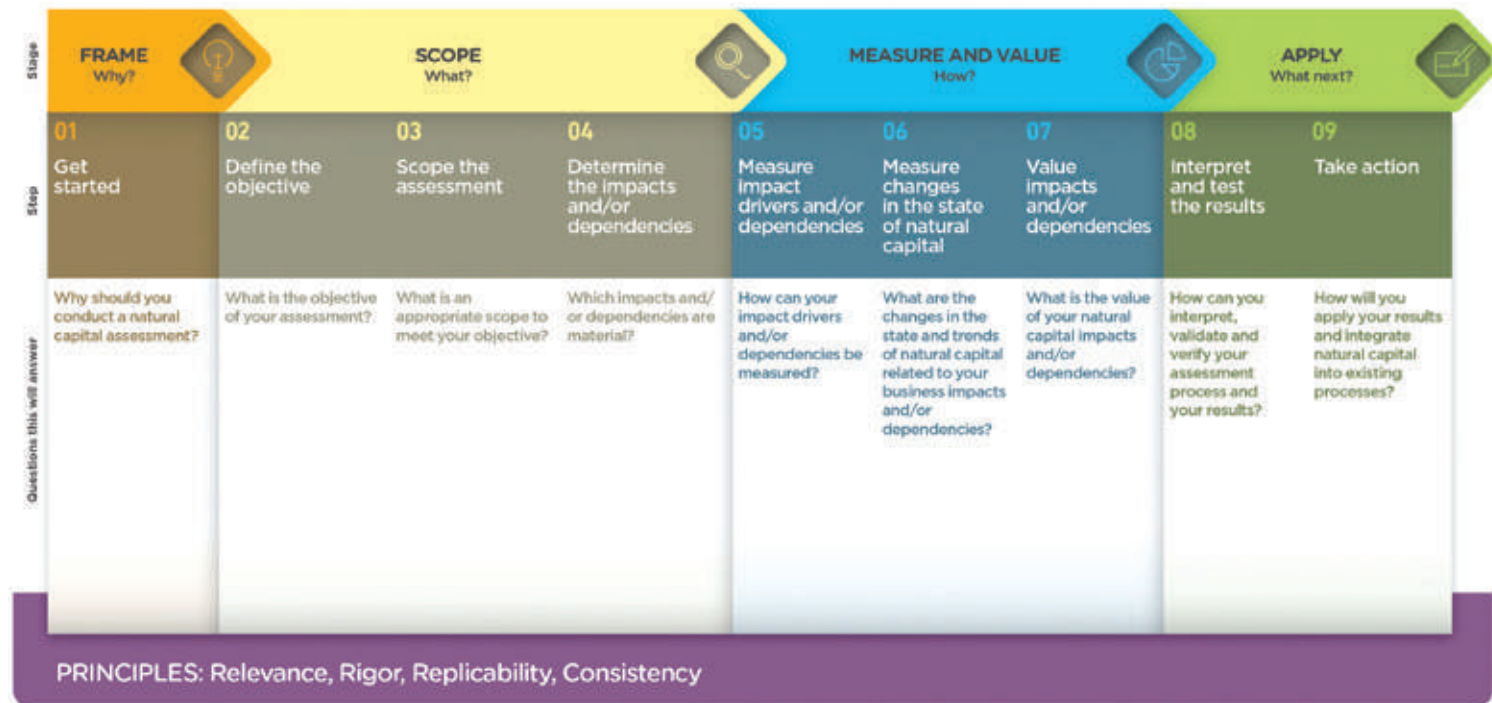 Stage
FRAME
Why?
SCOPE
What?
MEASURE AND VALUE
How?
APPLY
What next?
Step
01
Get
started
02
Define the
objective
03
Scope the
assessment
04
Determine
the impacts
and/or
dependencies
05
Measure
impact
drivers and/or
dependencies
06
Measure
changes
in the state
of natural
capital
07
Value
impacts
and/or
dependencies
08
Interpret
and test
the results
09
Take action
Questions this will answer
Why should you
conduct a natural
capital assessment?
What is the objective
of your assessment?
What is an
appropriate scope to
meet your objective?
Which impacts and/
or dependencies are
material?
How can your
impact drivers
and/or
dependencies be
measured?
What are the
changes in the
state and trends
of natural capital
related to your
business impacts
and/or
dependencies?
What is the value
of your natural
capital impacts
and/or
dependencies?
How can you
interpret,
validate and
verify your
assessment
process and
your results?
How will you
apply your results
and integrate
natural capital
into existing
processes?
PRINCIPLES: Relevance, Rigor, Replicability, Consistency